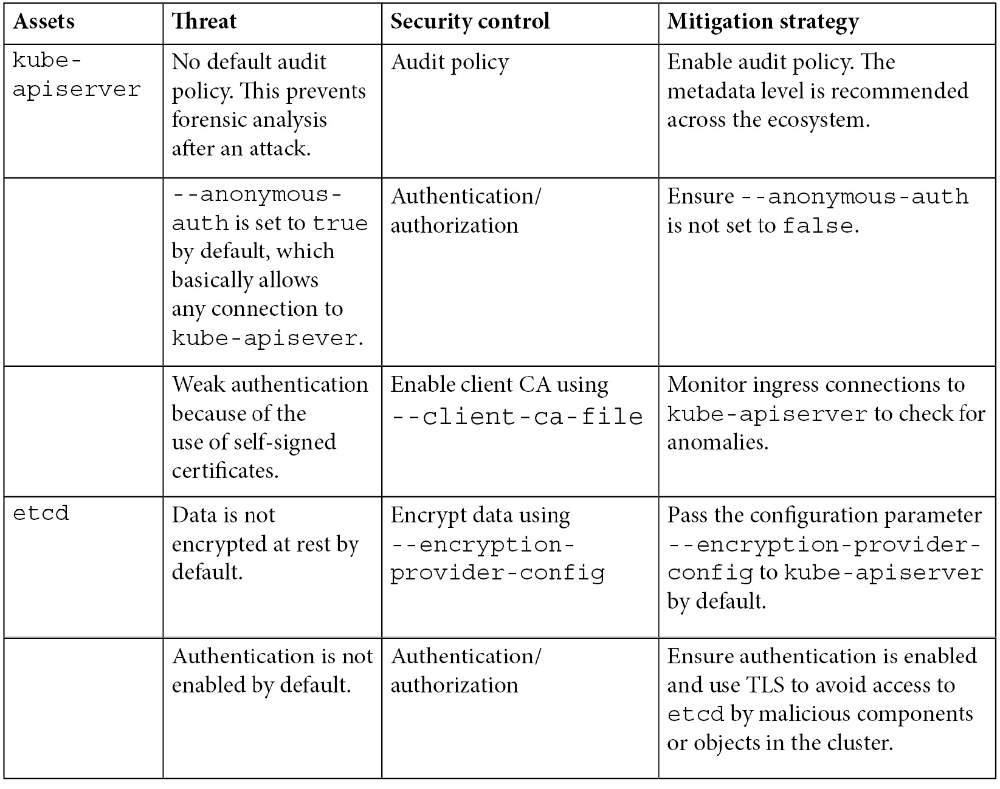 Assets
Threat
Security control
Mitigation strategy
kube-
apiserver
No default audit
policy. This prevents
forensic analysis
after an attack.
Audit policy
Enable audit policy. The
metadata level is recommended
across the ecosystem.
--anonymous-
auth is set to true
by default, which
basically allows
any connection to
kube-apisever.
Authentication/
authorization
Ensure --anonymous-auth
is not set to false.
Weak authentication
because of the
use of self-signed
certificates.
Enable client CA using
--client-ca-file
Monitor ingress connections to
kube-apiserver to check for
anomalies.
etcd
Data is not
encrypted at rest by
default.
Encrypt data using
--encryption-
provider-config
Pass the configuration parameter
--encryption-provider-
config to kube-apiserver
by default.
Authentication is not
enabled by default.
Authentication/
authorization
Ensure authentication is enabled
and use TLS to avoid access to
etcd by malicious components
or objects in the cluster.